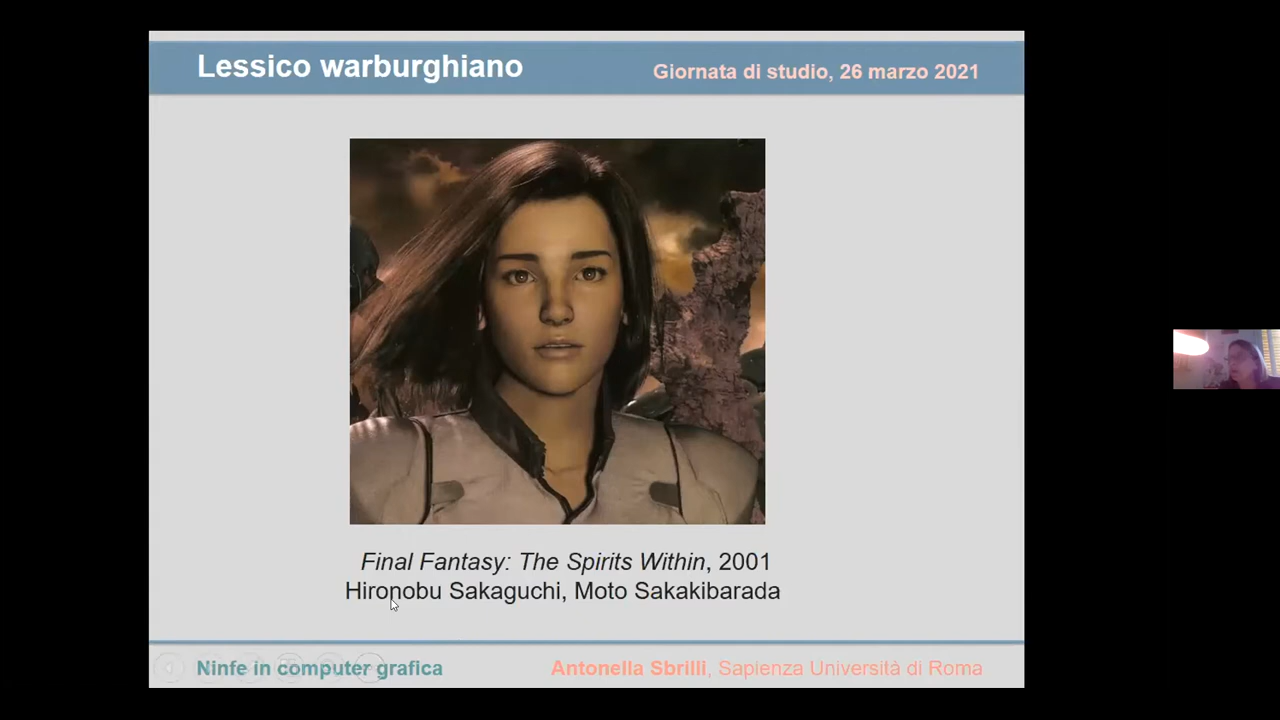 Lessico warburghiano
Giornata di studio, 26 marzo 2021
Final Fantasy: The Spirits Within, 2001
Hironobu Sakaguchi, Moto Sakakibarada
Ninfe in computer grafica
Antonella Sbrilli, Sapienza Università di Roma